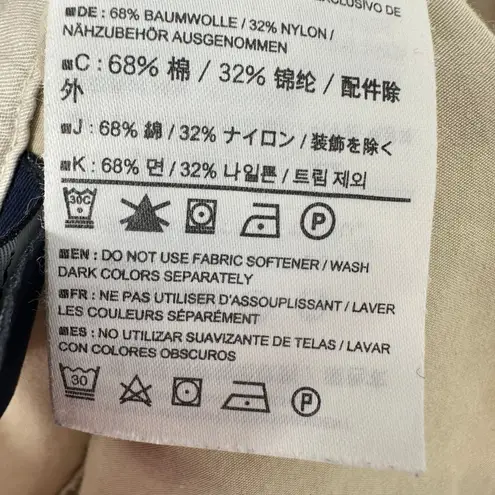 EXCLUSIVO DE
DE: 68% BAUMWOLLE / 32% NYLON /
NÄHZUBEHÖR AUSGENOMMEN
C: 68% 棉 / 32% 锦纶 / 配件除
外
J: 68% 綿 / 32% ナイロン / 装飾を除く
K: 68% 면 / 32% 나일론 / 트림 제외
30C P
EN: DO NOT USE FABRIC SOFTENER / WASH
DARK COLORS SEPARATELY
FR: NE PAS UTILISER D'ASSOUPLISSANT / LAVER
LES COULEURS SÉPARÉMENT
ES: NO UTILIZAR SUAVIZANTE DE TELAS / LAVAR
CON COLORES OBSCUROS
30 P